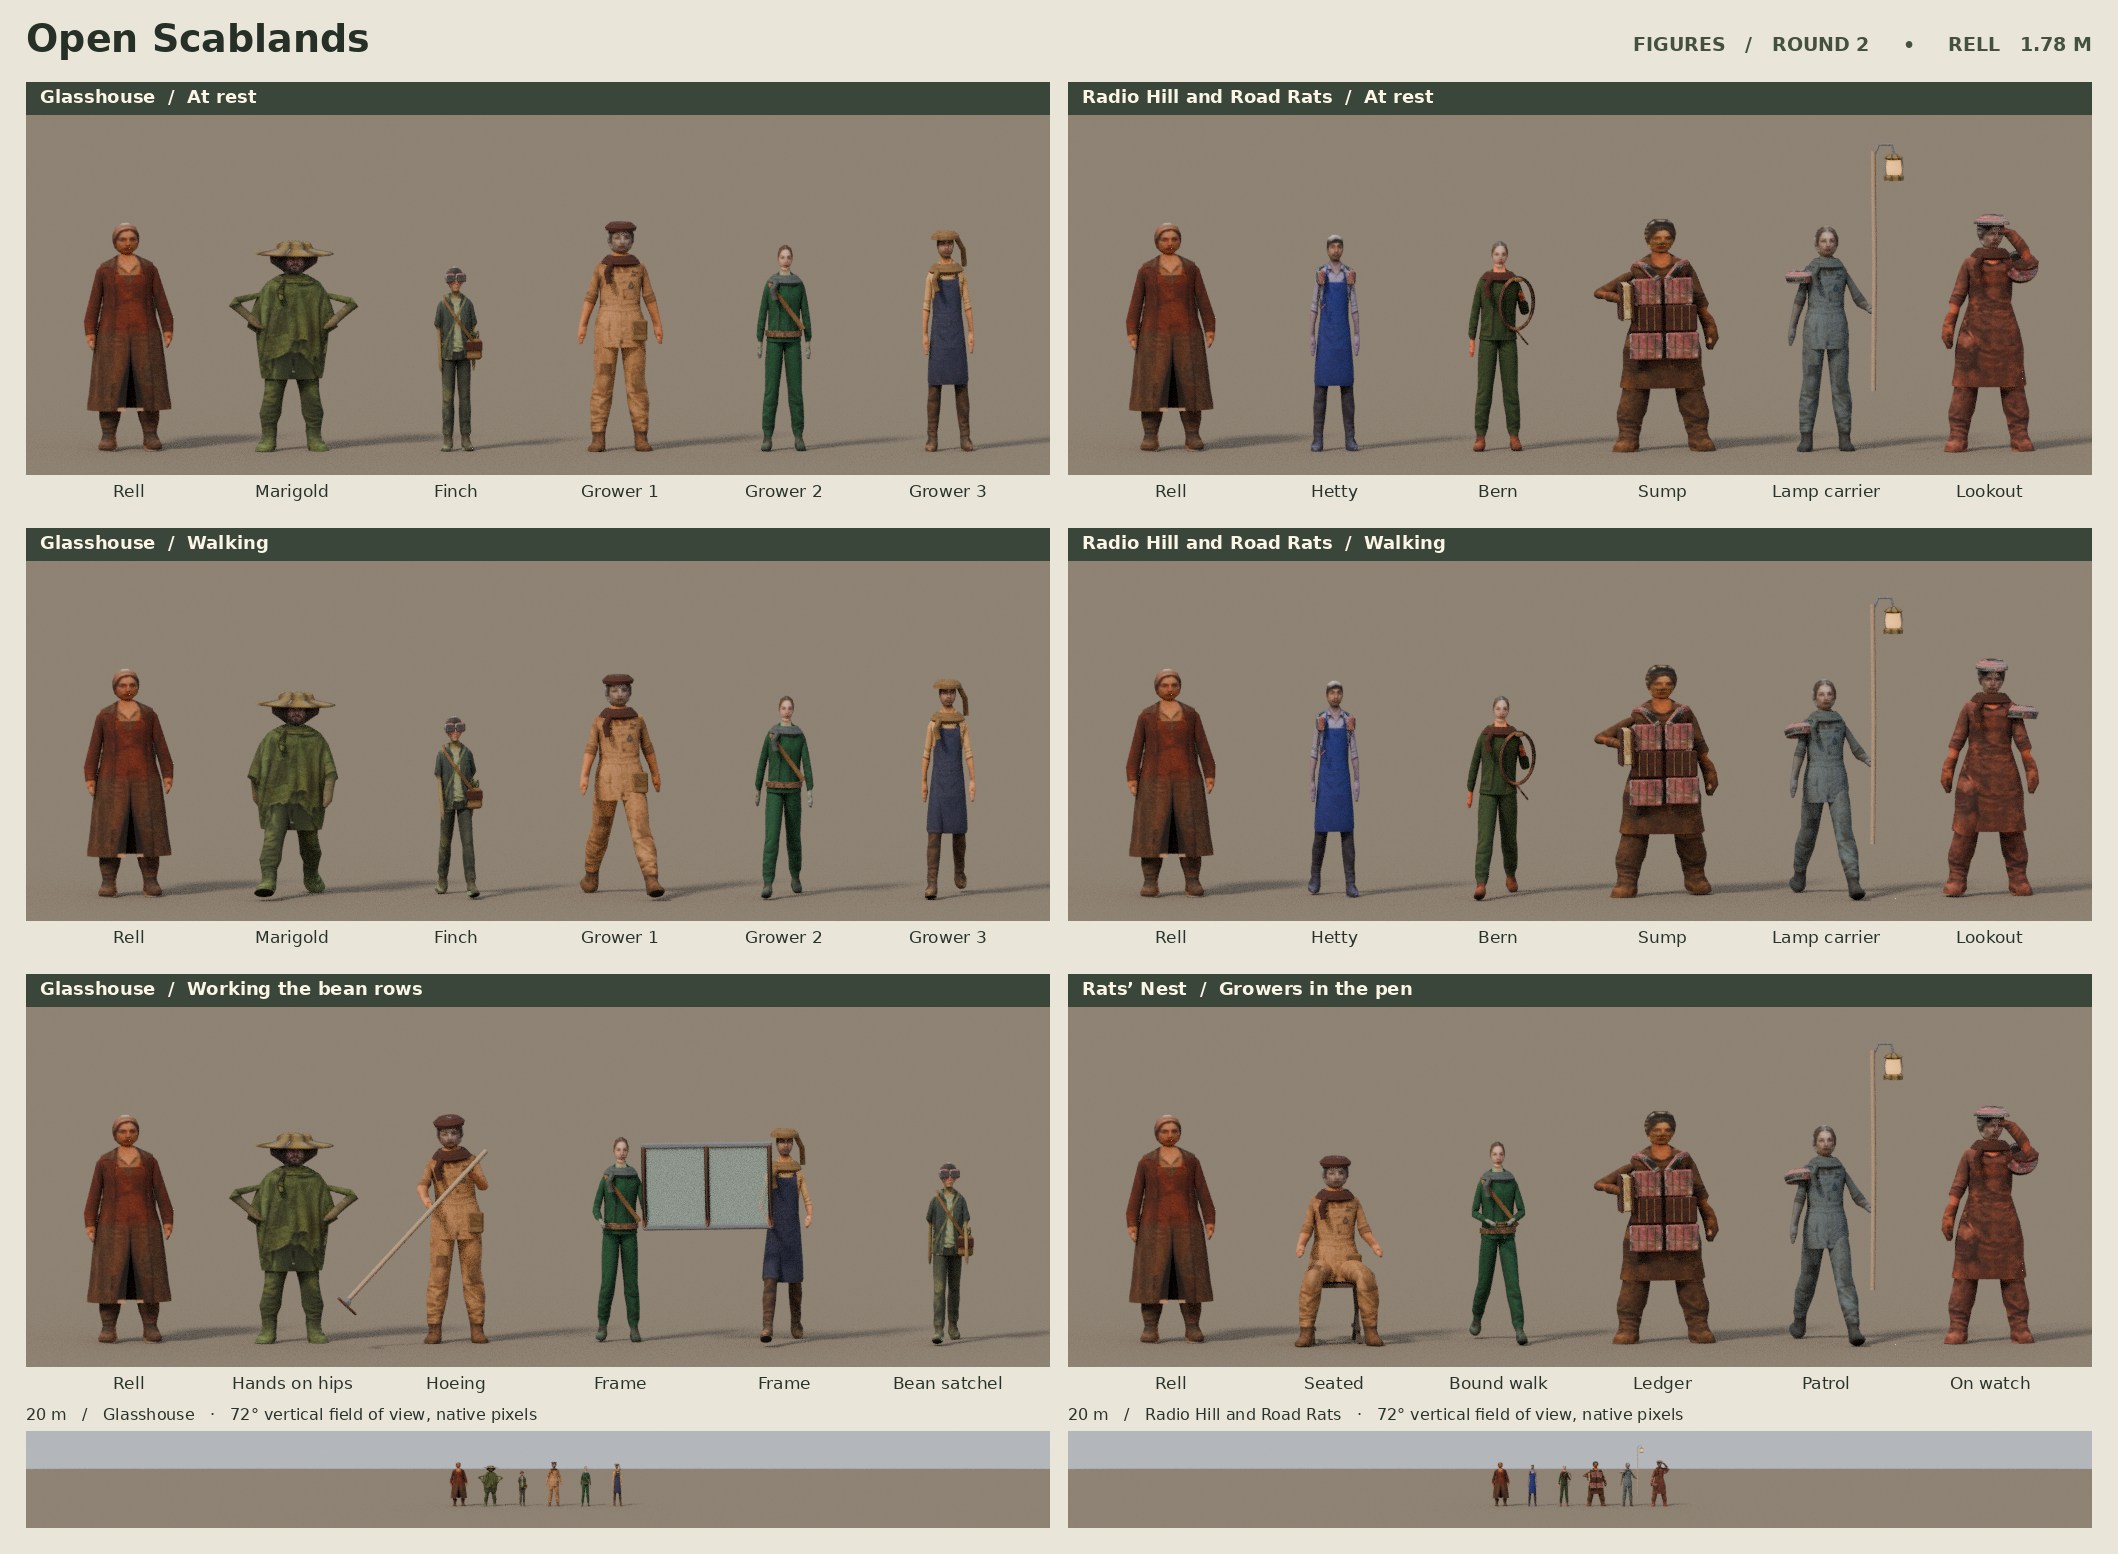 Open Scablands
FIGURES / ROUND 2 • RELL 1.78 M
Glasshouse / At rest
Rell Marigold Finch Grower 1 Grower 2 Grower 3
Radio Hill and Road Rats / At rest
Rell Hetty Bern Sump Lamp carrier Lookout
Glasshouse / Walking
Rell Marigold Finch Grower 1 Grower 2 Grower 3
Radio Hill and Road Rats / Walking
Rell Hetty Bern Sump Lamp carrier Lookout
Glasshouse / Working the bean rows
Rell Hands on hips Hoeing Frame Frame Bean satchel
Rats’ Nest / Growers in the pen
Rell Seated Bound walk Ledger Patrol On watch
20 m / Glasshouse · 72° vertical field of view, native pixels
20 m / Radio Hill and Road Rats · 72° vertical field of view, native pixels